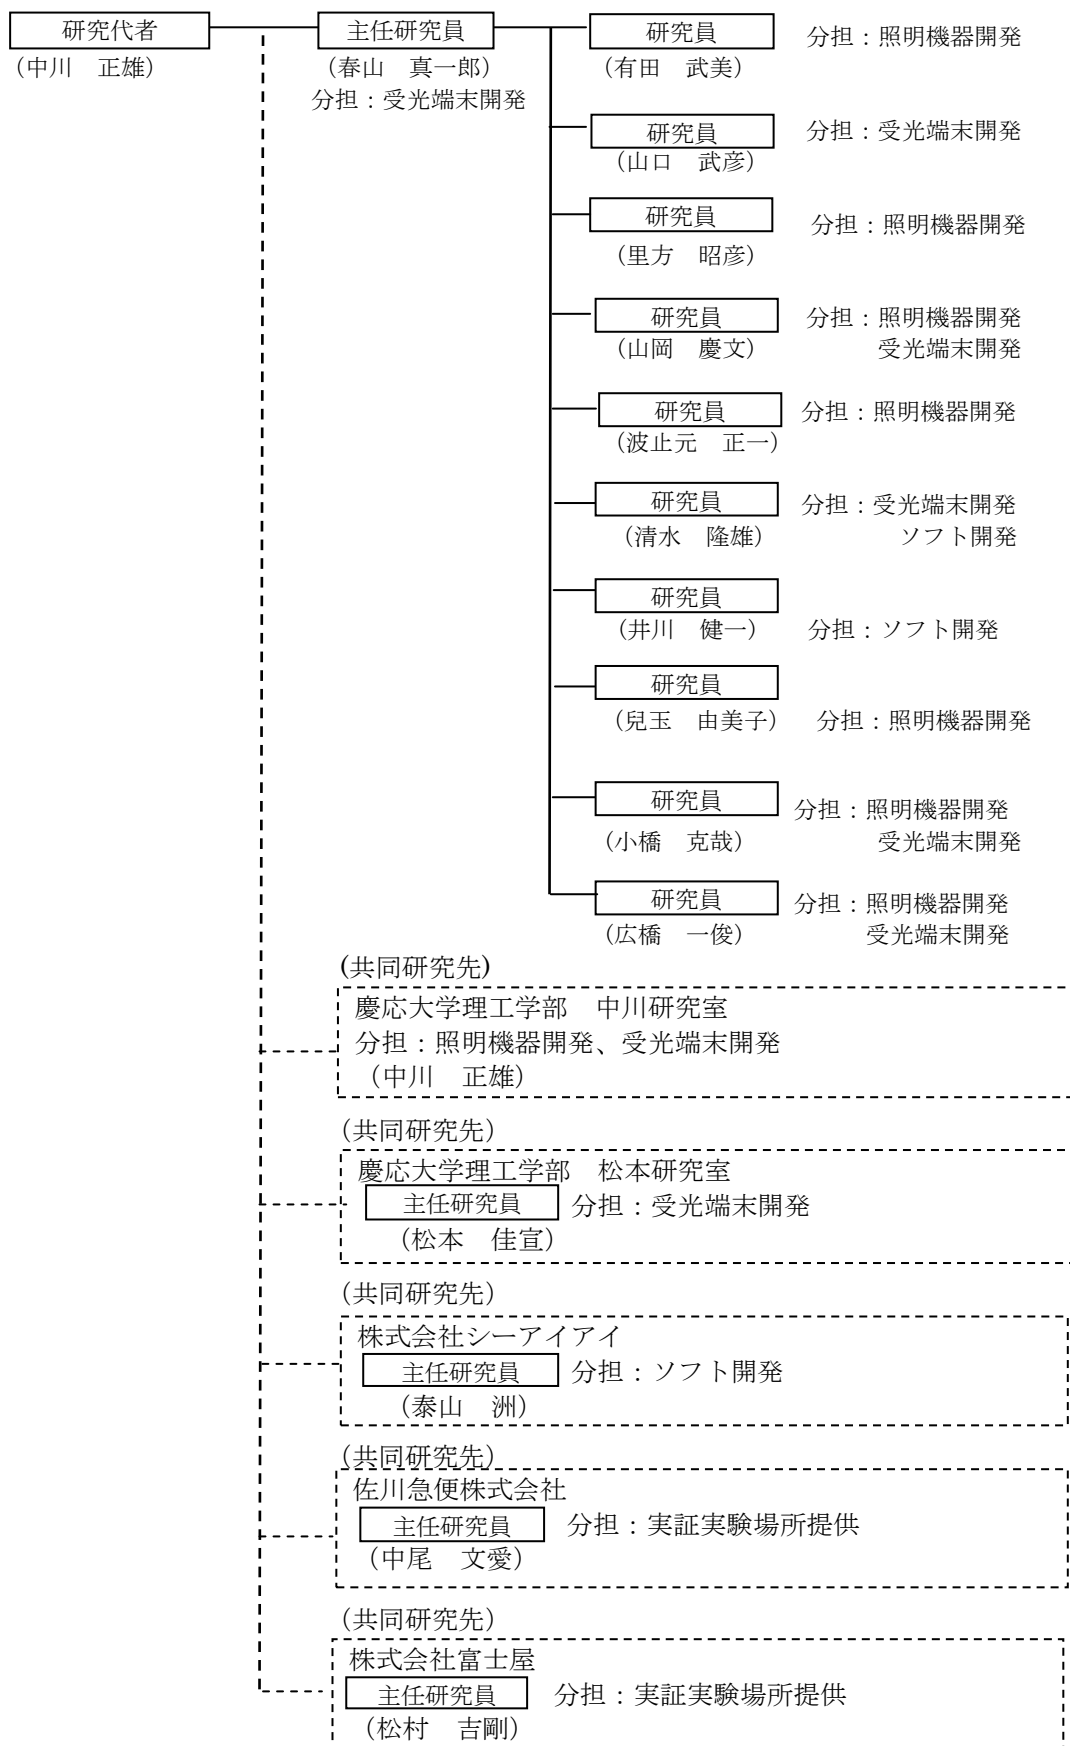 研究代者 主任研究員 研究員 分担：照明機器開発
（中川　正雄） （春山　真一郎） （有田　武美）
分担：受光端末開発
研究員 分担：受光端末開発
（山口　武彦）
研究員 分担：照明機器開発
（里方　昭彦）
研究員 分担：照明機器開発
（山岡　慶文） 受光端末開発
研究員 分担：照明機器開発
（波止元　正一）
研究員 分担：受光端末開発
（清水　隆雄） ソフト開発
研究員
（井川　健一） 分担：ソフト開発
研究員
（兒玉　由美子） 分担：照明機器開発
研究員 分担：照明機器開発
（小橋　克哉） 受光端末開発
研究員 分担：照明機器開発
（広橋　一俊） 受光端末開発
(共同研究先)
慶応大学理工学部　中川研究室
分担：照明機器開発、受光端末開発
（中川　正雄）
（共同研究先）
慶応大学理工学部　松本研究室
主任研究員 分担：受光端末開発
（松本　佳宣）
（共同研究先）
株式会社シーアイアイ
主任研究員 分担：ソフト開発
（泰山　洲）
（共同研究先）
佐川急便株式会社
主任研究員 分担：実証実験場所提供
（中尾　文愛）
（共同研究先）
株式会社富士屋
主任研究員 分担：実証実験場所提供
（松村　吉剛）